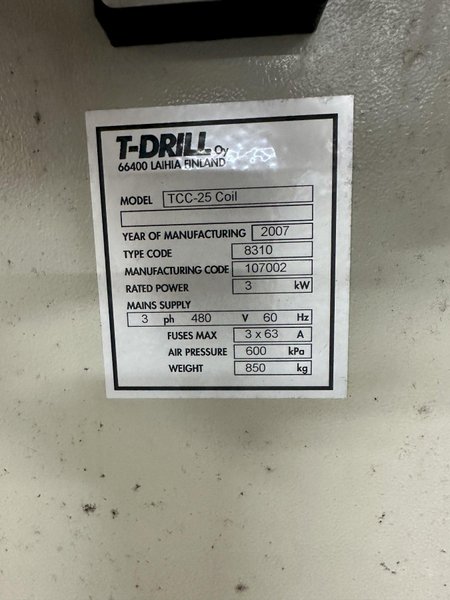 T-DRILL Oy
66400 LAIHIA FINLAND
MODEL TCC-25 Coil
YEAR OF MANUFACTURING 2007
TYPE CODE 8310
MANUFACTURING CODE 107002
RATED POWER 3 kW
MAINS SUPPLY
3 ph 480 V 60 Hz
FUSES MAX 3 x 63 A
AIR PRESSURE 600 kPa
WEIGHT 850 kg